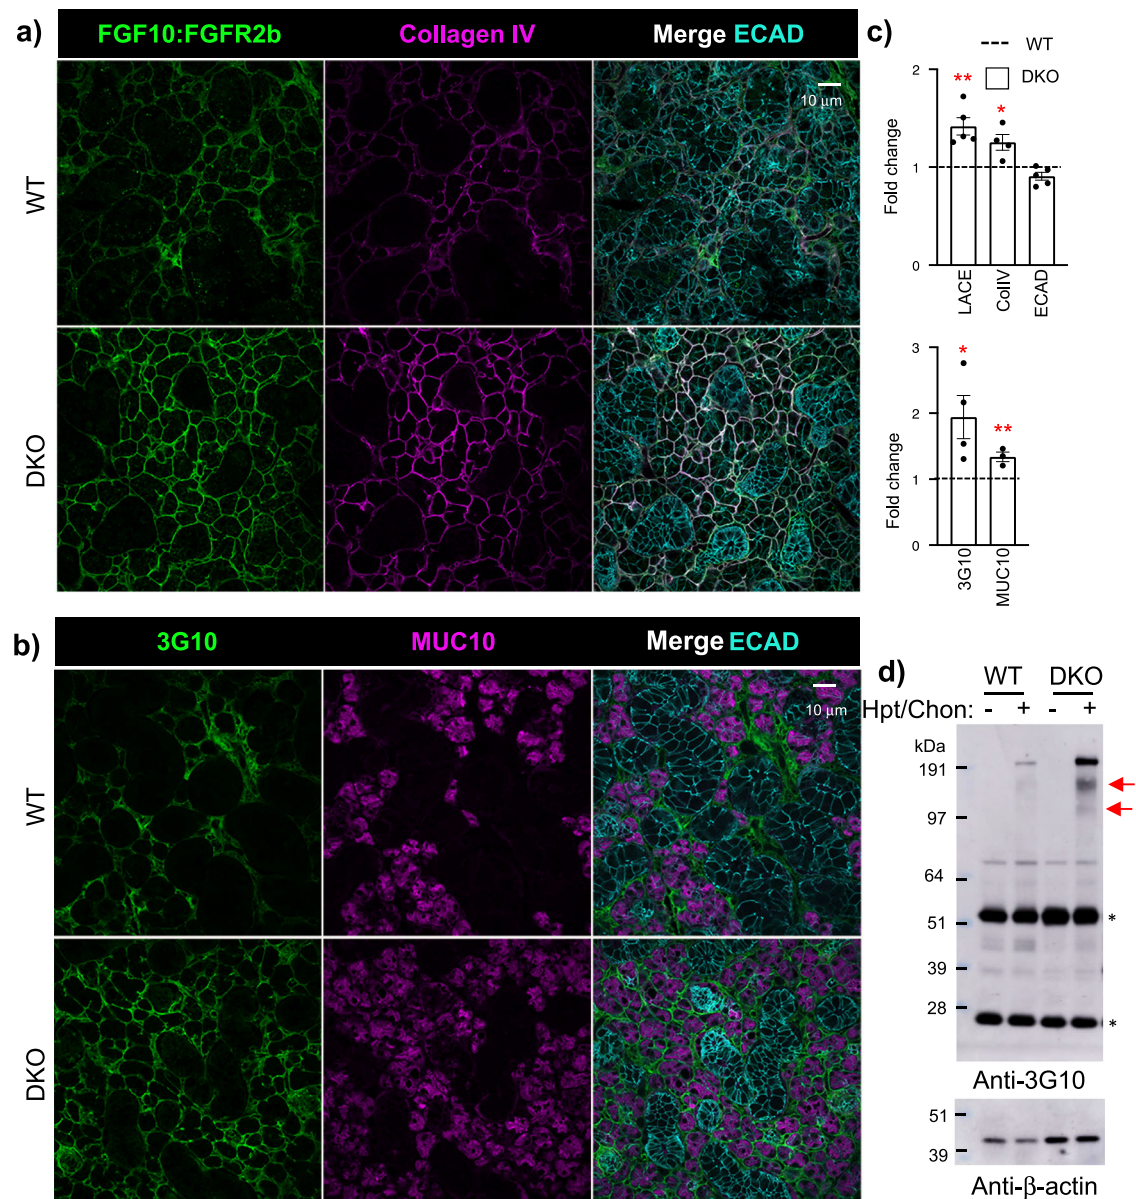 a)
FGF10:FGFR2b Collagen IV Merge ECAD
10 μm
WT
DKO
b)
3G10 MUC10 Merge ECAD
10 μm
WT
DKO
c)
WT
DKO
Fold change
2
**
*
1
0
LACE ColIV ECAD
Fold change
3
*
2
**
1
0
3G10 MUC10
d)
WT DKO
Hpt/Chon: - + - +
kDa
191
97
64
51 *
39
28
*
Anti-3G10
51
39
Anti-β-actin